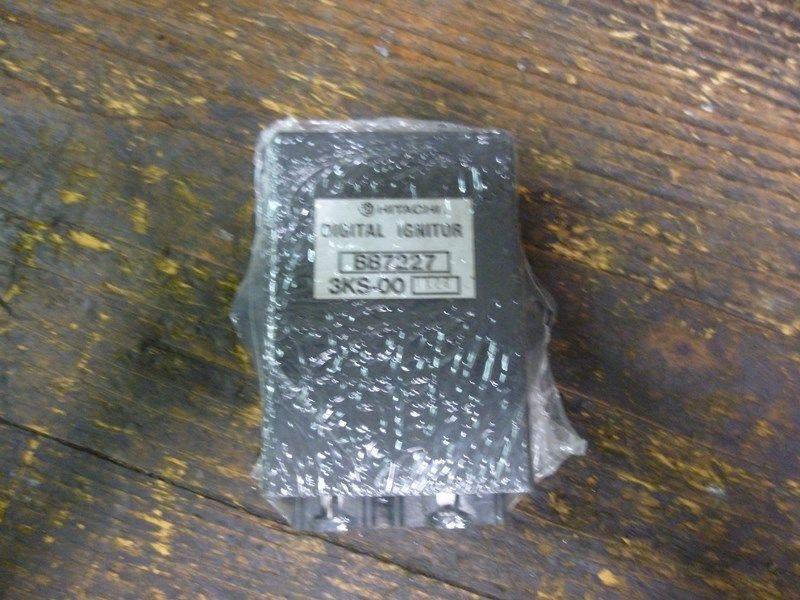 HITACHI
DIGITAL IGNITOR
BB7227
3KS-00